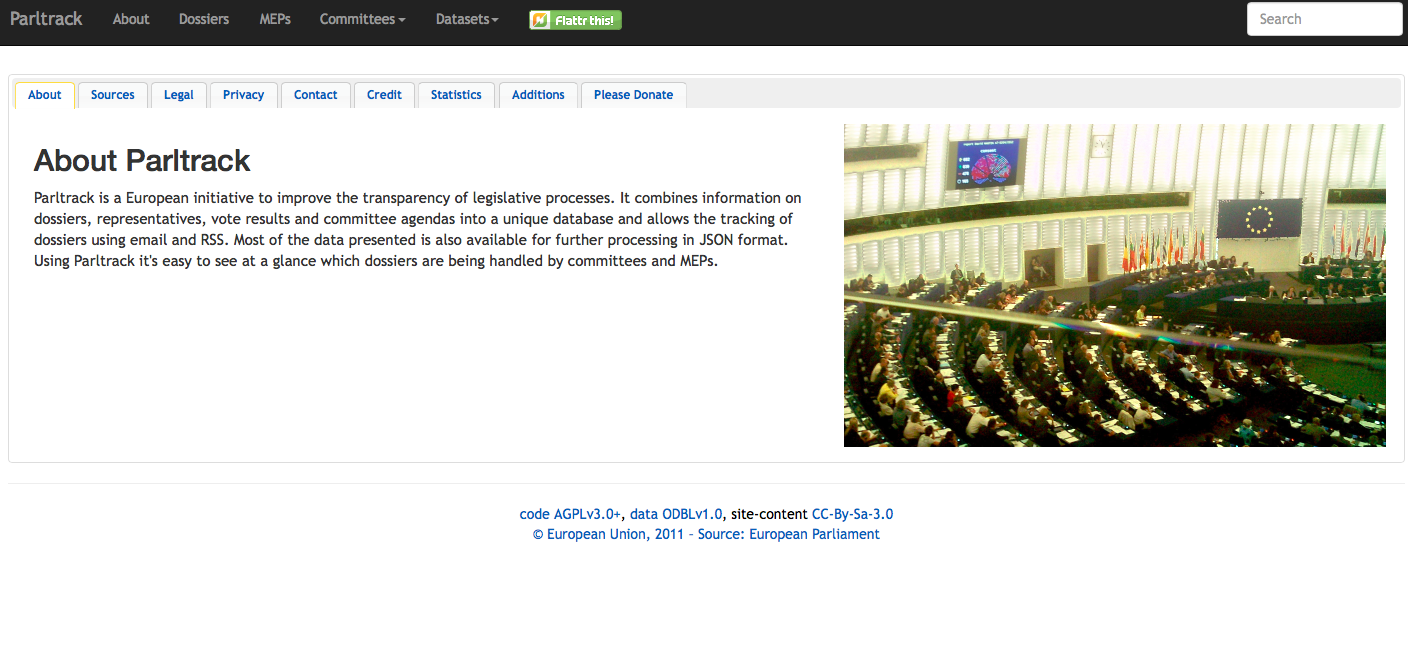 Parltrack About Dossiers MEPs Committees Datasets Flattr this! Search
About Sources Legal Privacy Contact Credit Statistics Additions Please Donate
About Parltrack
Parltrack is a European initiative to improve the transparency of legislative processes. It combines information on
dossiers, representatives, vote results and committee agendas into a unique database and allows the tracking of
dossiers using email and RSS. Most of the data presented is also available for further processing in JSON format.
Using Parltrack it's easy to see at a glance which dossiers are being handled by committees and MEPs.
code AGPLv3.0+, data ODBLv1.0, site-content CC-By-Sa-3.0
© European Union, 2011 – Source: European Parliament